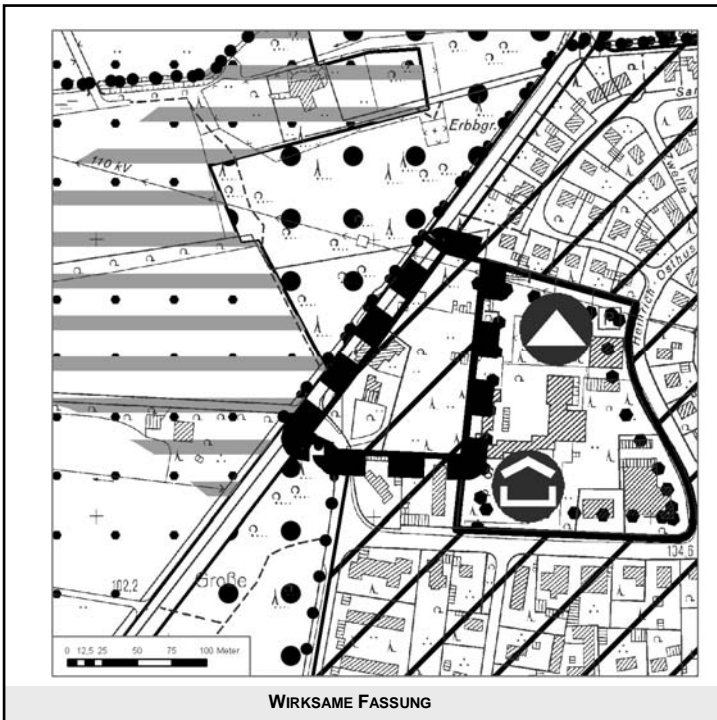 Erbbgr.
110 kV
Heinrich Osthus
102,2
Große
134,6
0 12,5 25 50 75 100 Meter
WIRKSAME FASSUNG